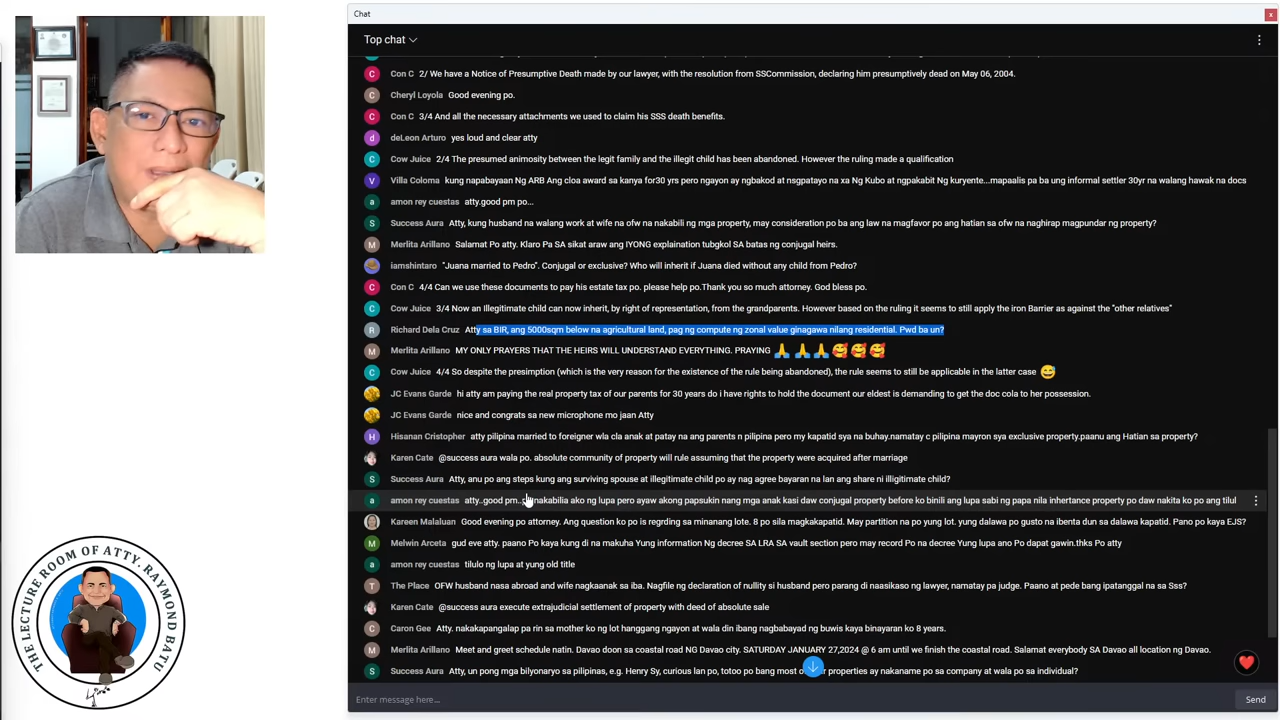 Chat
x
Top chat
Con C 2/ We have a Notice of Presumptive Death made by our lawyer, with the resolution from SSCommission, declaring him presumptively dead on May 06, 2004.
Cheryl Loyola Good evening po.
Con C 3/4 And all the necessary attachments we used to claim his SSS death benefits.
d deLeon Arturo yes loud and clear atty
Cow Juice 2/4 The presumed animosity between the legit family and the illegit child has been abandoned. However the ruling made a qualification
V Villa Coloma kung napabayaan Ng ARB Ang cloa award sa kanya for30 yrs pero ngayon ay ngbakod at nsgpatayo na xa Ng Kubo at ngpakabit Ng kuryente...mapaalis pa ba ung informal settler 30yr na walang hawak na docs
a amon rey cuestas atty.good pm po...
S Success Aura Atty, kung husband na walang work at wife na ofw na nakabili ng mga property, may consideration po ba ang law na magfavor po ang hatian sa ofw na naghirap magpundar ng property?
M Merlita Arillano Salamat Po atty. Klaro Pa SA sikat araw ang IYONG explaination tubgkol SA batas ng conjugal heirs.
iamshintaro "Juana married to Pedro". Conjugal or exclusive? Who will inherit if Juana died without any child from Pedro?
C Con C 4/4 Can we use these documents to pay his estate tax po. please help po.Thank you so much attorney. God bless po.
C Cow Juice 3/4 Now an Illegitimate child can now inherit, by right of representation, from the grandparents. However based on the ruling it seems to still apply the iron Barrier as against the "other relatives"
R Richard Dela Cruz Atty sa BIR, ang 5000sqm below na agricultural land, pag ng compute ng zonal value ginagawa nilang residential. Pwd ba un?
M Merlita Arillano MY ONLY PRAYERS THAT THE HEIRS WILL UNDERSTAND EVERYTHING. PRAYING 🙏 🙏 🙏 🥰 🥰 🥰
C Cow Juice 4/4 So despite the presimption (which is the very reason for the existence of the rule being abandoned), the rule seems to still be applicable in the latter case 😅
JC Evans Garde hi atty am paying the real property tax of our parents for 30 years do i have rights to hold the document our eldest is demanding to get the doc cola to her possession.
JC Evans Garde nice and congrats sa new microphone mo jaan Atty
H Hisanan Cristopher atty pilipina married to foreigner wla cla anak at patay na ang parents n pilipina pero my kapatid sya na buhay.namatay c pilipina mayron sya exclusive property.paanu ang Hatian sa property?
Karen Cate @success aura wala po. absolute community of property will rule assuming that the property were acquired after marriage
S Success Aura Atty, anu po ang steps kung ang surviving spouse at illegitimate child po ay nag agree bayaran na lan ang share ni illigitimate child?
a amon rey cuestas atty..good pm.. nakabilia ako ng lupa pero ayaw akong papsukin nang mga anak kasi daw conjugal property before ko binili ang lupa sabi ng papa nila inhertance property po daw nakita ko po ang tilul
Kareen Malaluan Good evening po attorney. Ang question ko po is regrding sa minanang lote. 8 po sila magkakapatid. May partition na po yung lot. yung dalawa po gusto na ibenta dun sa dalawa kapatid. Pano po kaya EJS?
M Melwin Arceta gud eve atty. paano Po kaya kung di na makuha Yung information Ng decree SA LRA SA vault section pero may record Po na decree Yung lupa ano Po dapat gawin.thks Po atty
a amon rey cuestas tilulo ng lupa at yung old title
T The Place OFW husband nasa abroad and wife nagkaanak sa iba. Nagfile ng declaration of nullity si husband pero parang di naasikaso ng lawyer, namatay pa judge. Paano at pede bang ipatanggal na sa Sss?
Karen Cate @success aura execute extrajudicial settlement of property with deed of absolute sale
C Caron Gee Atty. nakakapangalap pa rin sa mother ko ng lot hanggang ngayon at wala din ibang nagbabayad ng buwis kaya binayaran ko 8 years.
M Merlita Arillano Meet and greet schedule natin. Davao doon sa coastal road NG Davao city. SATURDAY JANUARY 27,2024 @ 6 am until we finish the coastal road. Salamat everybody SA Davao all location ng Davao.
S Success Aura Atty, un pong mga bilyonaryo sa pilipinas, e.g. Henry Sy, curious lan po, totoo po bang most properties ay nakaname po sa company at wala po sa individual?
Enter message here...
Send
THE LECTURE ROOM OF ATTY. RAYMOND BATU